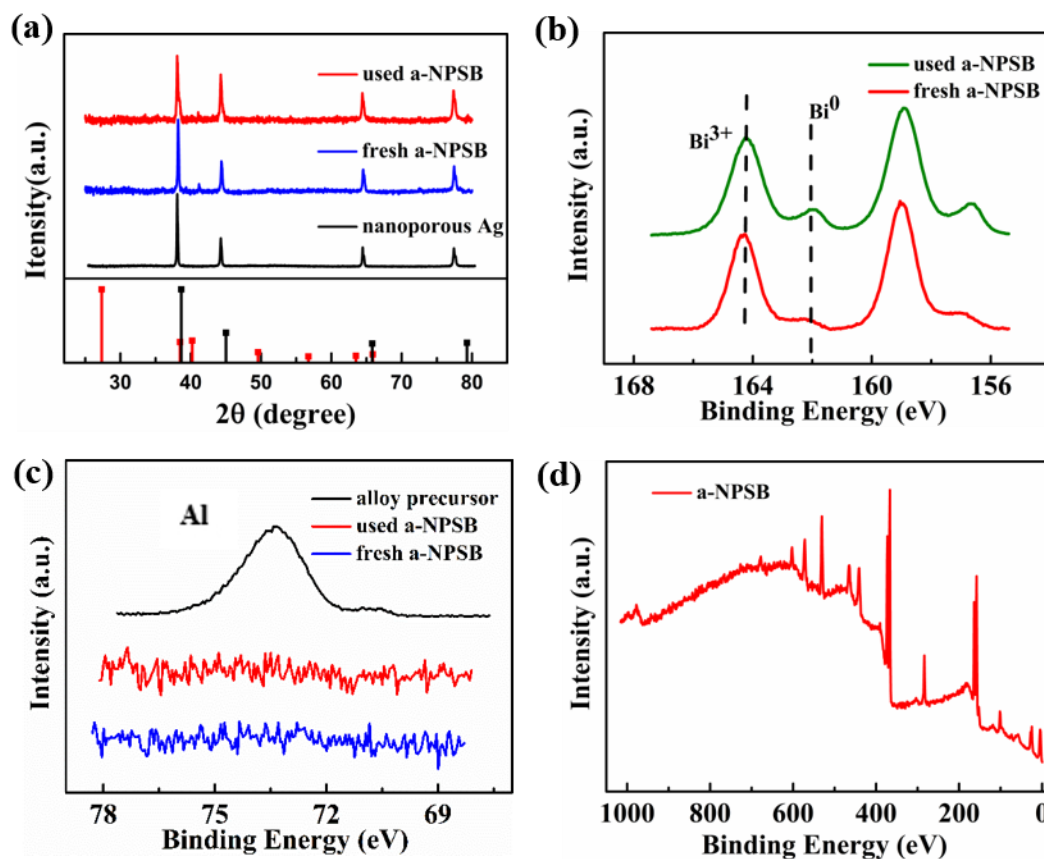 (a)
used a-NPSB
fresh a-NPSB
nanoporous Ag
Itensity(a.u.)
30 40 50 60 70 80
2θ (degree)
(b)
used a-NPSB
fresh a-NPSB
Bi3+
Bi0
Intensity (a.u.)
168 164 160 156
Binding Energy (eV)
(c)
Al
alloy precursor
used a-NPSB
fresh a-NPSB
Intensity (a.u.)
78 75 72 69
Binding Energy (eV)
(d)
a-NPSB
Intensity (a.u.)
1000 800 600 400 200 0
Binding Energy (eV)